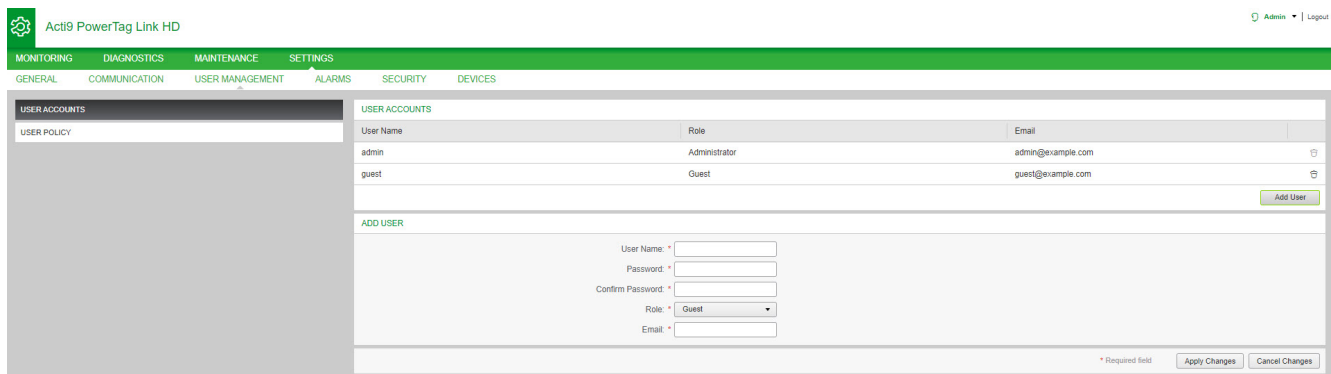 Acti9 PowerTag Link HD
Admin | Logout
MONITORING DIAGNOSTICS MAINTENANCE SETTINGS
GENERAL COMMUNICATION USER MANAGEMENT ALARMS SECURITY DEVICES
USER ACCOUNTS
USER POLICY
USER ACCOUNTS
User Name Role Email
admin Administrator admin@example.com
guest Guest guest@example.com
Add User
ADD USER
User Name: *
Password: *
Confirm Password: *
Role: * Guest
Email: *
* Required field Apply Changes Cancel Changes